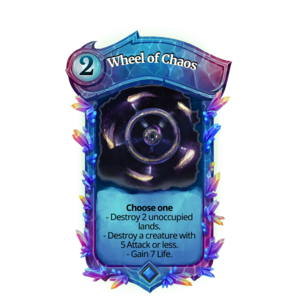 2
Wheel of Chaos
Choose one
- Destroy 2 unoccupied
lands.
- Destroy a creature with
5 Attack or less.
- Gain 7 Life.